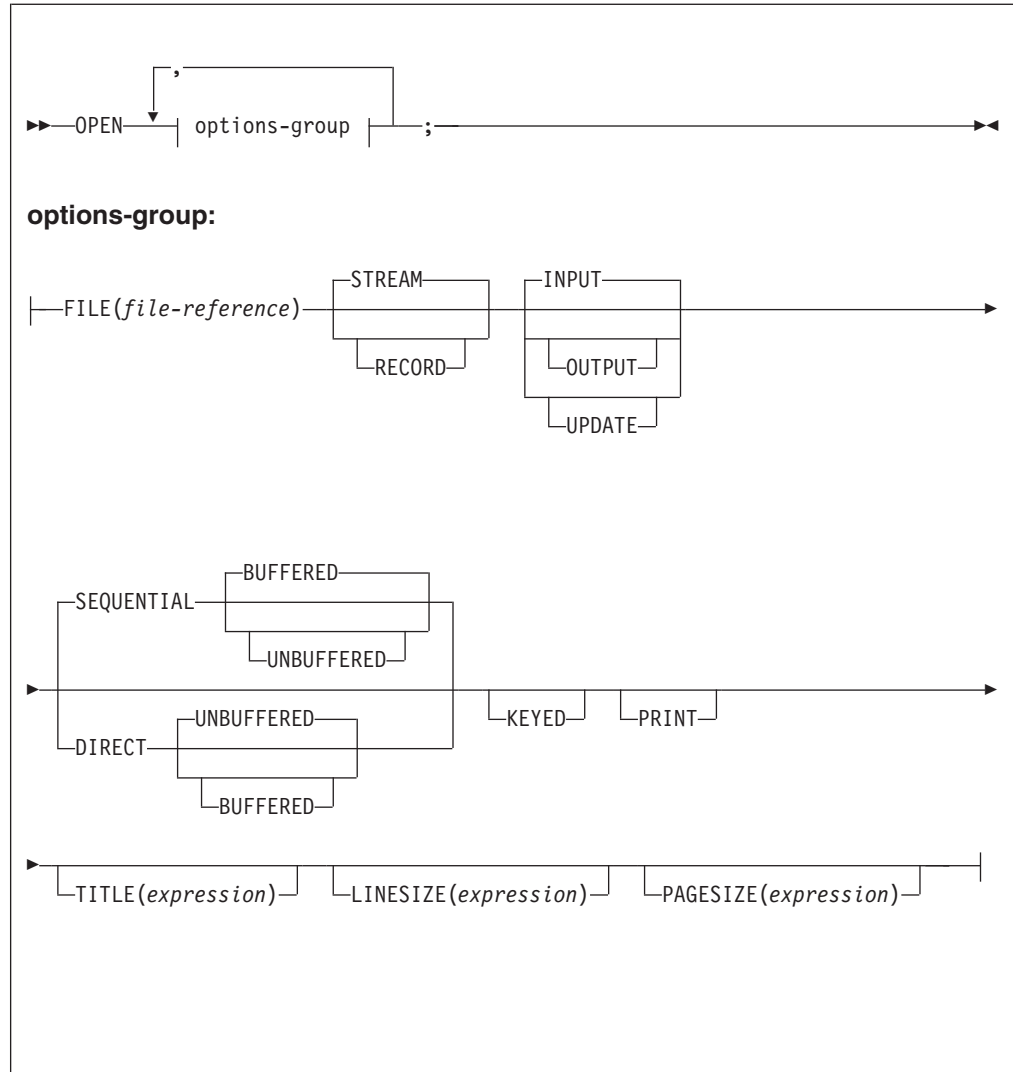 ,
OPEN options-group ;
options-group:
STREAM INPUT
FILE(file-reference)
RECORD OUTPUT
UPDATE
BUFFERED
SEQUENTIAL
UNBUFFERED
KEYED PRINT
UNBUFFERED
DIRECT
BUFFERED
TITLE(expression) LINESIZE(expression) PAGESIZE(expression)